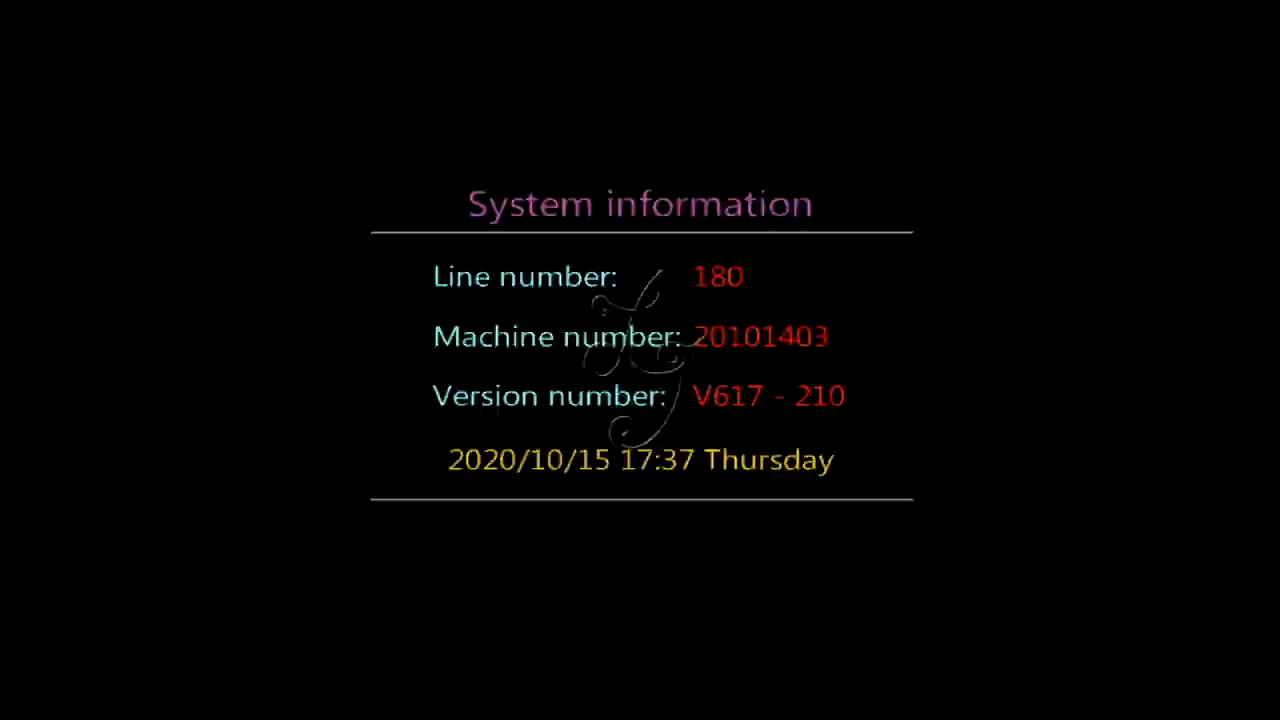 System information
Line number: 180
Machine number: 20101403
Version number: V617 - 210
2020/10/15 17:37 Thursday